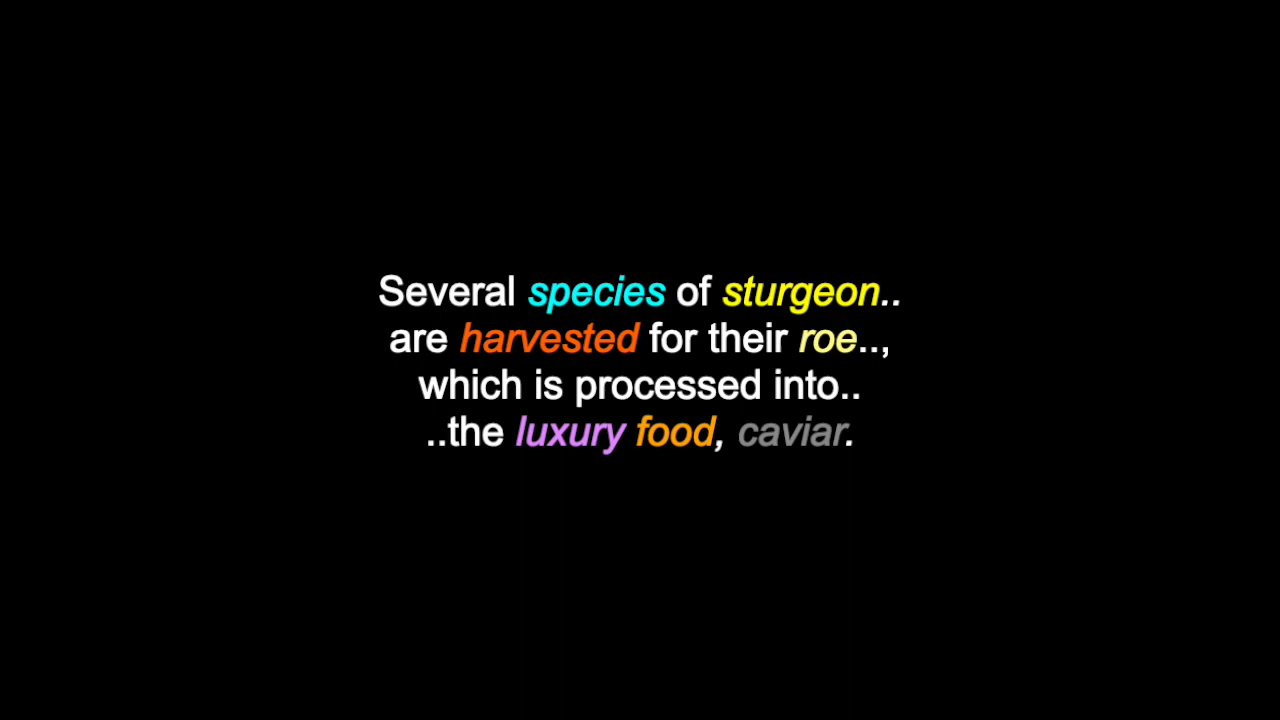 Several species of sturgeon..
are harvested for their roe..,
which is processed into..
..the luxury food, caviar.